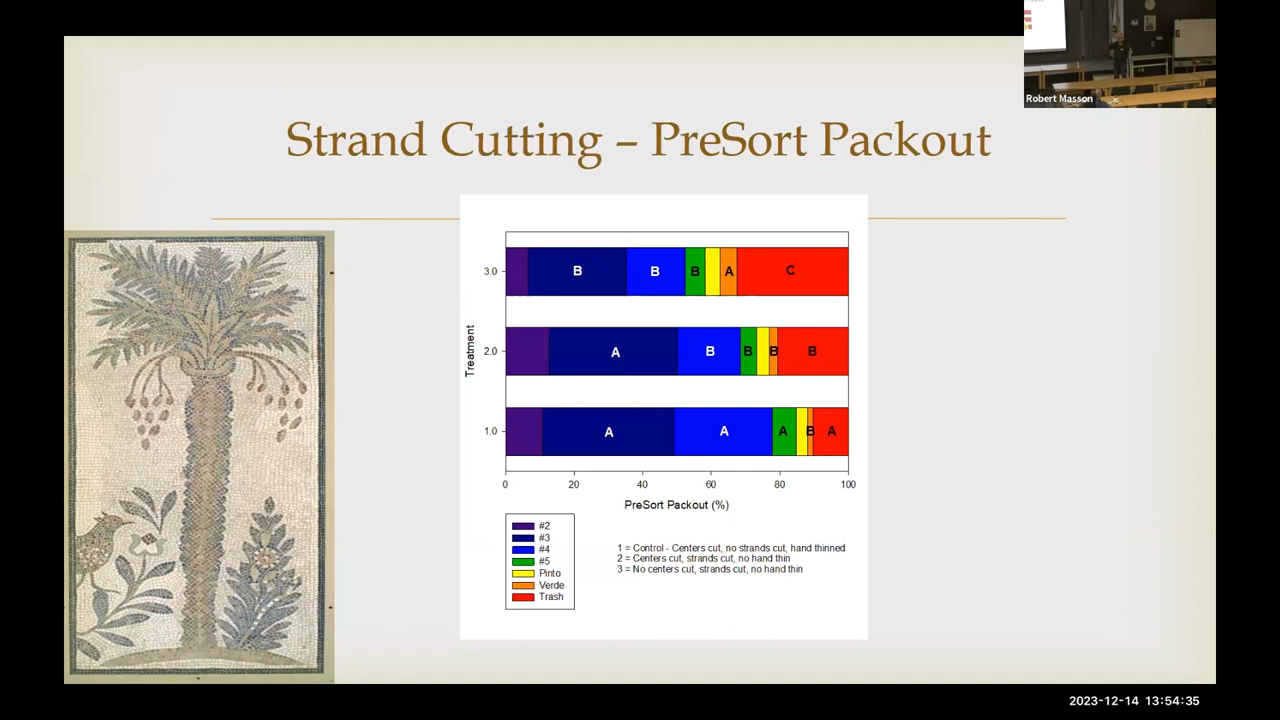 Robert Masson
Strand Cutting – PreSort Packout
Treatment
3.0
B B B A C
2.0
A B B B B
1.0
A A A B A
0 20 40 60 80 100
PreSort Packout (%)
#2
#3
#4
#5
Pinto
Verde
Trash
1 = Control - Centers cut, no strands cut, hand thinned
2 = Centers cut, strands cut, no hand thin
3 = No centers cut, strands cut, no hand thin
2023-12-14 13:54:35